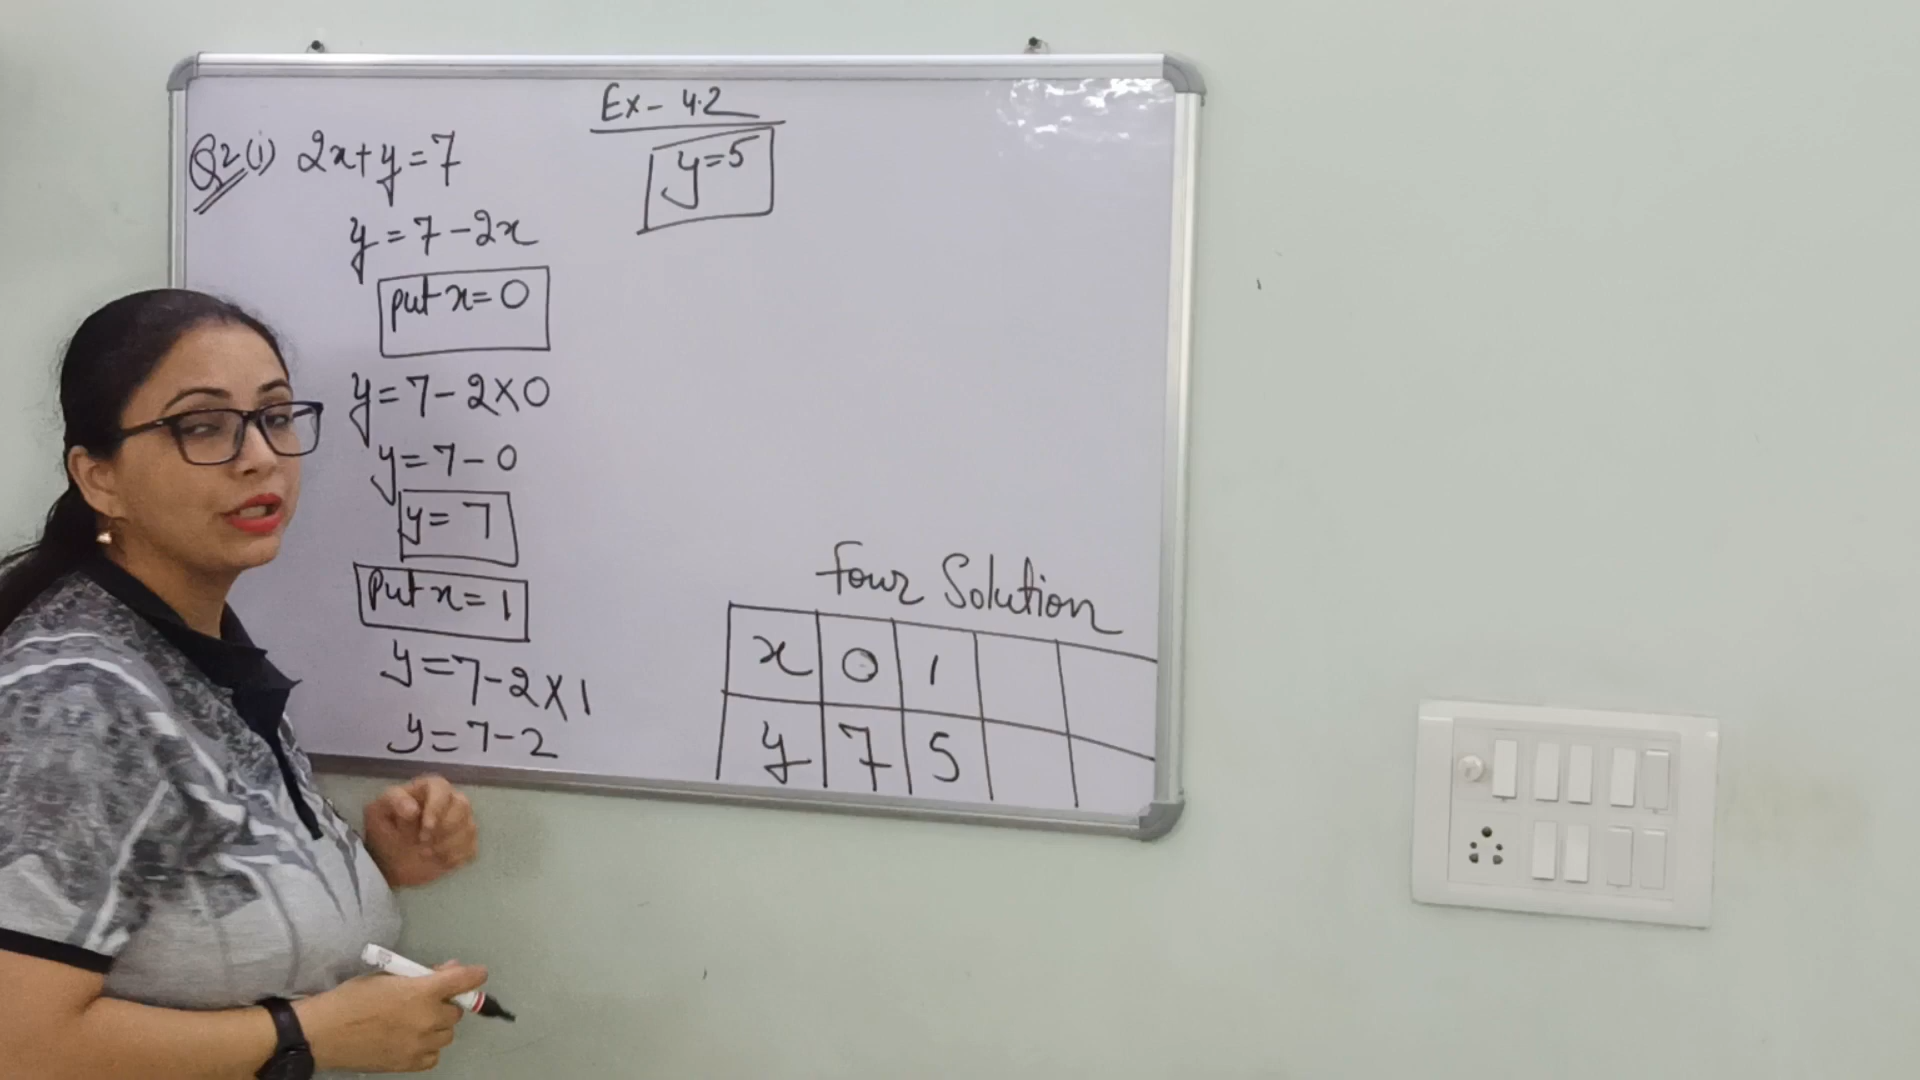 Ex- 4.2
Q2 (i) 2x+y=7
y=7-2x
put x=0
y=7-2×0
y=7-0
y=7
Put x=1
y=7-2×1
y=7-2
y=5
Four Solution
x 0 1
y 7 5